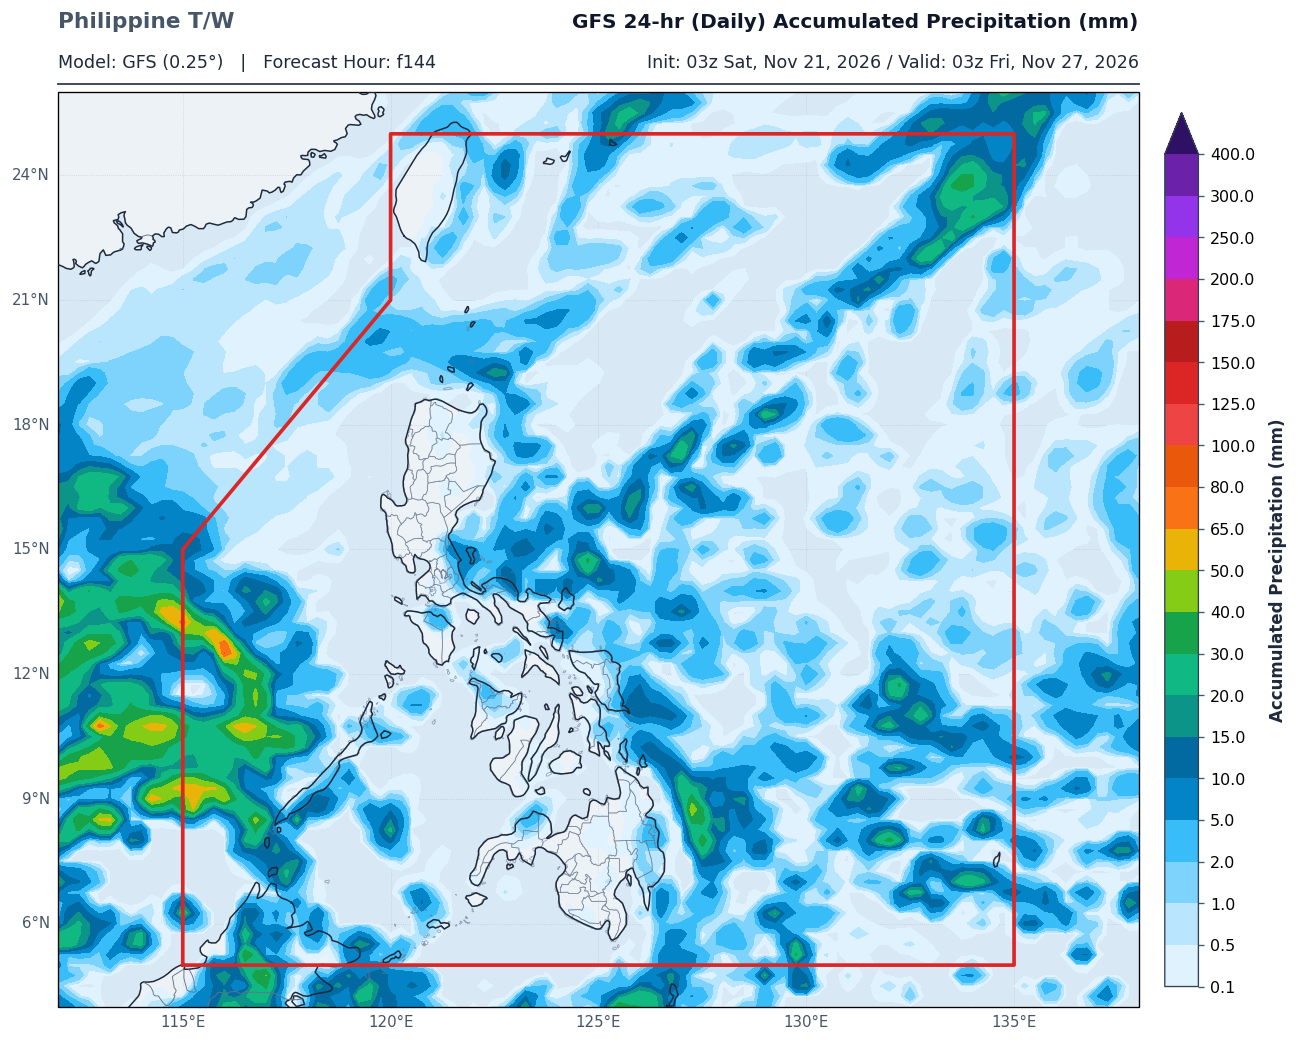 Philippine T/W
GFS 24-hr (Daily) Accumulated Precipitation (mm)
Model: GFS (0.25°)   |   Forecast Hour: f144
Init: 03z Sat, Nov 21, 2026 / Valid: 03z Fri, Nov 27, 2026
24°N
21°N
18°N
15°N
12°N
9°N
6°N
115°E
120°E
125°E
130°E
135°E
400.0
300.0
250.0
200.0
175.0
150.0
125.0
100.0
80.0
65.0
50.0
40.0
30.0
20.0
15.0
10.0
5.0
2.0
1.0
0.5
0.1
Accumulated Precipitation (mm)